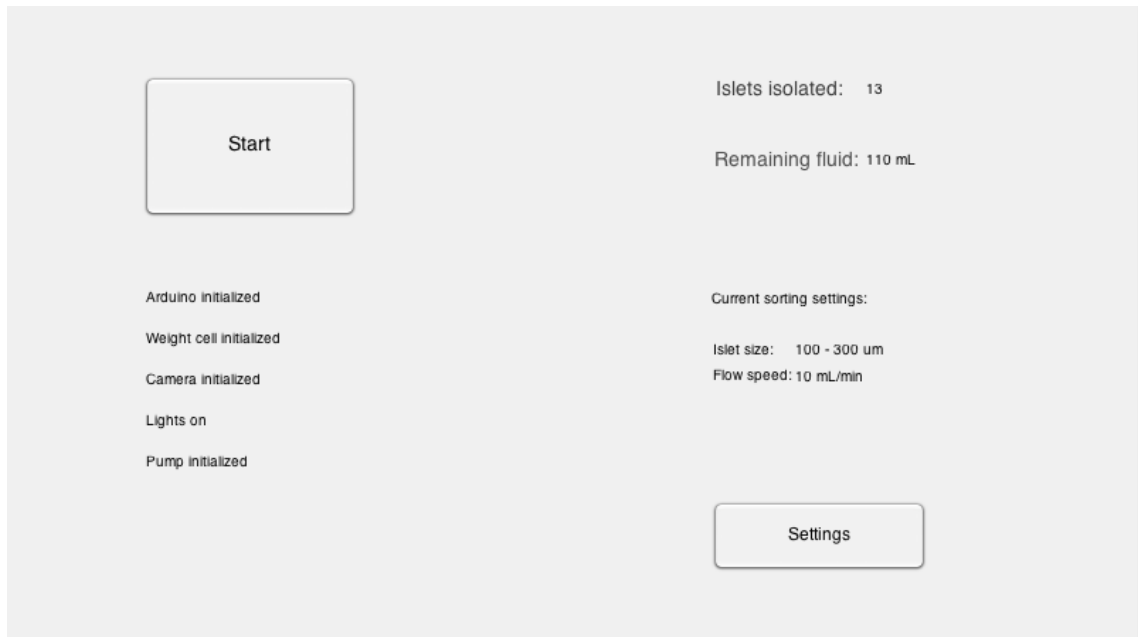 Start
Islets isolated: 13
Remaining fluid: 110 mL
Arduino initialized
Weight cell initialized
Camera initialized
Lights on
Pump initialized
Current sorting settings:
Islet size: 100 - 300 um
Flow speed: 10 mL/min
Settings